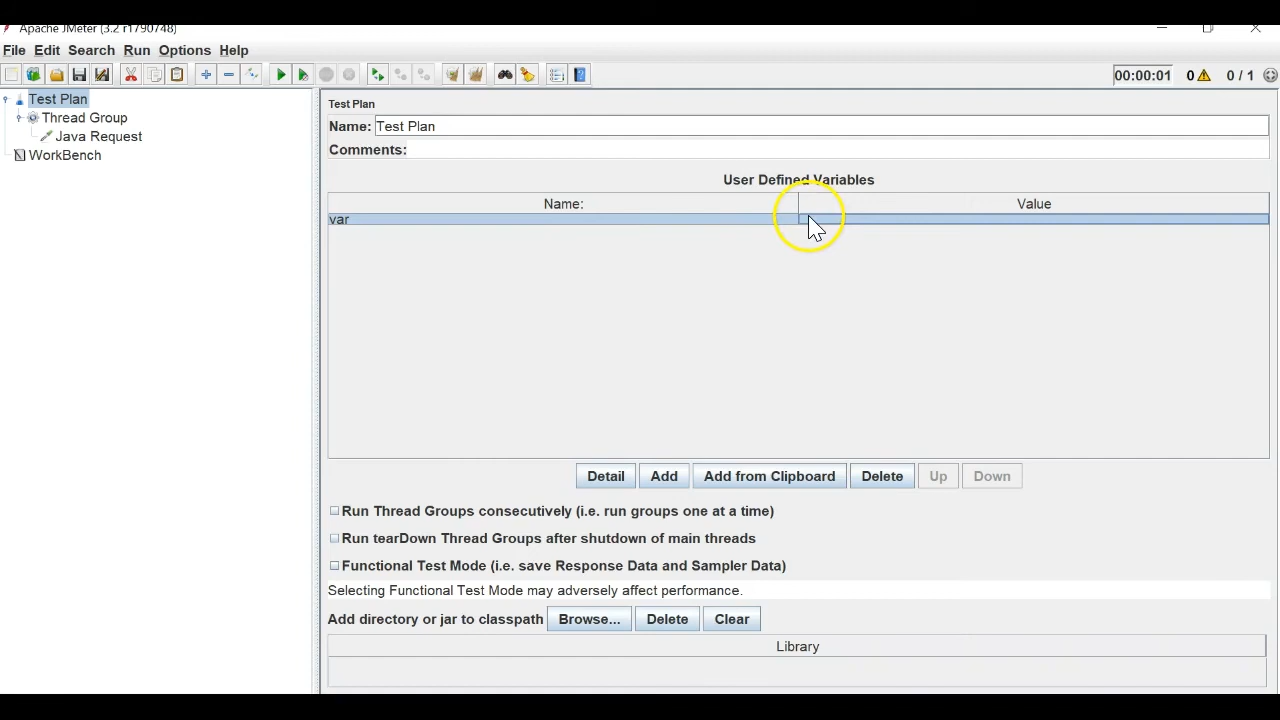 Apache JMeter (3.2 r1790748)
File Edit Search Run Options Help
00:00:01 0 0 / 1
Test Plan
Thread Group
Java Request
WorkBench
Test Plan
Name: Test Plan
Comments:
User Defined Variables
Name: Value
var
Detail Add Add from Clipboard Delete Up Down
Run Thread Groups consecutively (i.e. run groups one at a time)
Run tearDown Thread Groups after shutdown of main threads
Functional Test Mode (i.e. save Response Data and Sampler Data)
Selecting Functional Test Mode may adversely affect performance.
Add directory or jar to classpath Browse... Delete Clear
Library